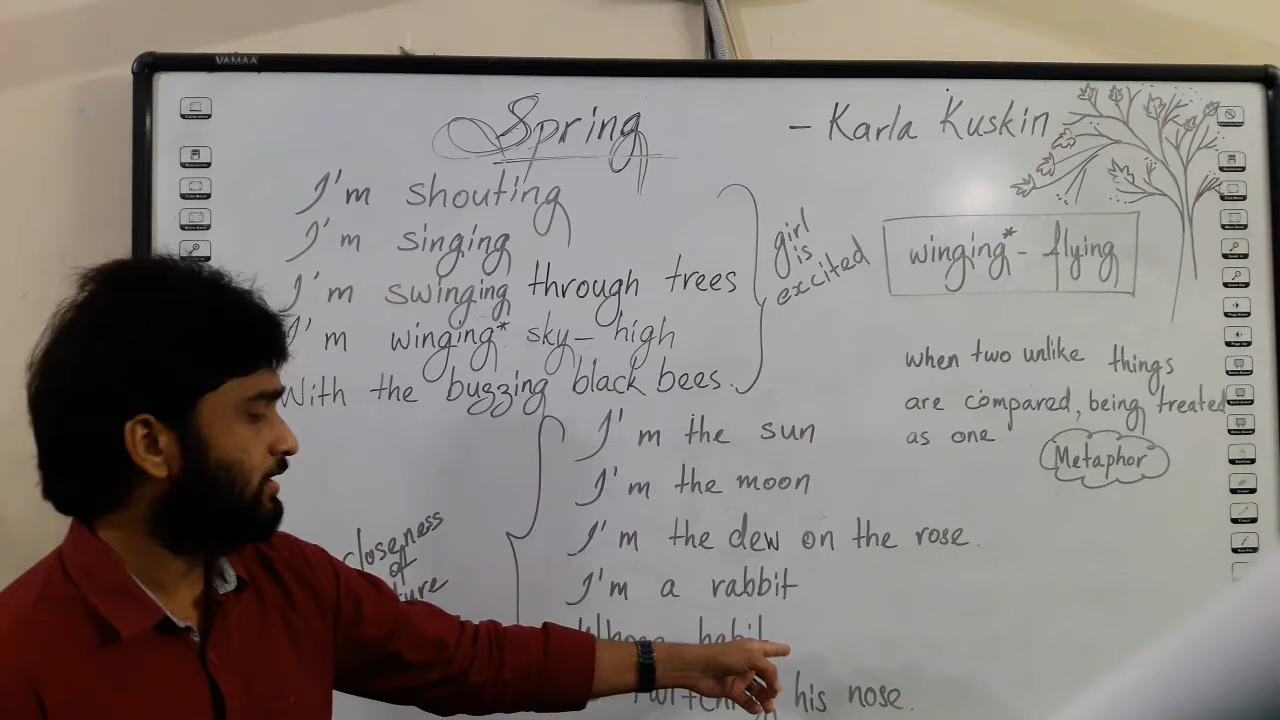 VAMAA
Spring - Karla Kuskin
I'm shouting
I'm singing
I'm swinging through trees
I'm winging* sky-high
With the buzzing black bees.
girl
is
excited
winging* - flying
when two unlike things
are compared, being treated
as one
Metaphor
I'm the sun
I'm the moon
I'm the dew on the rose.
I'm a rabbit
Whose habit
his nose.
closeness
of